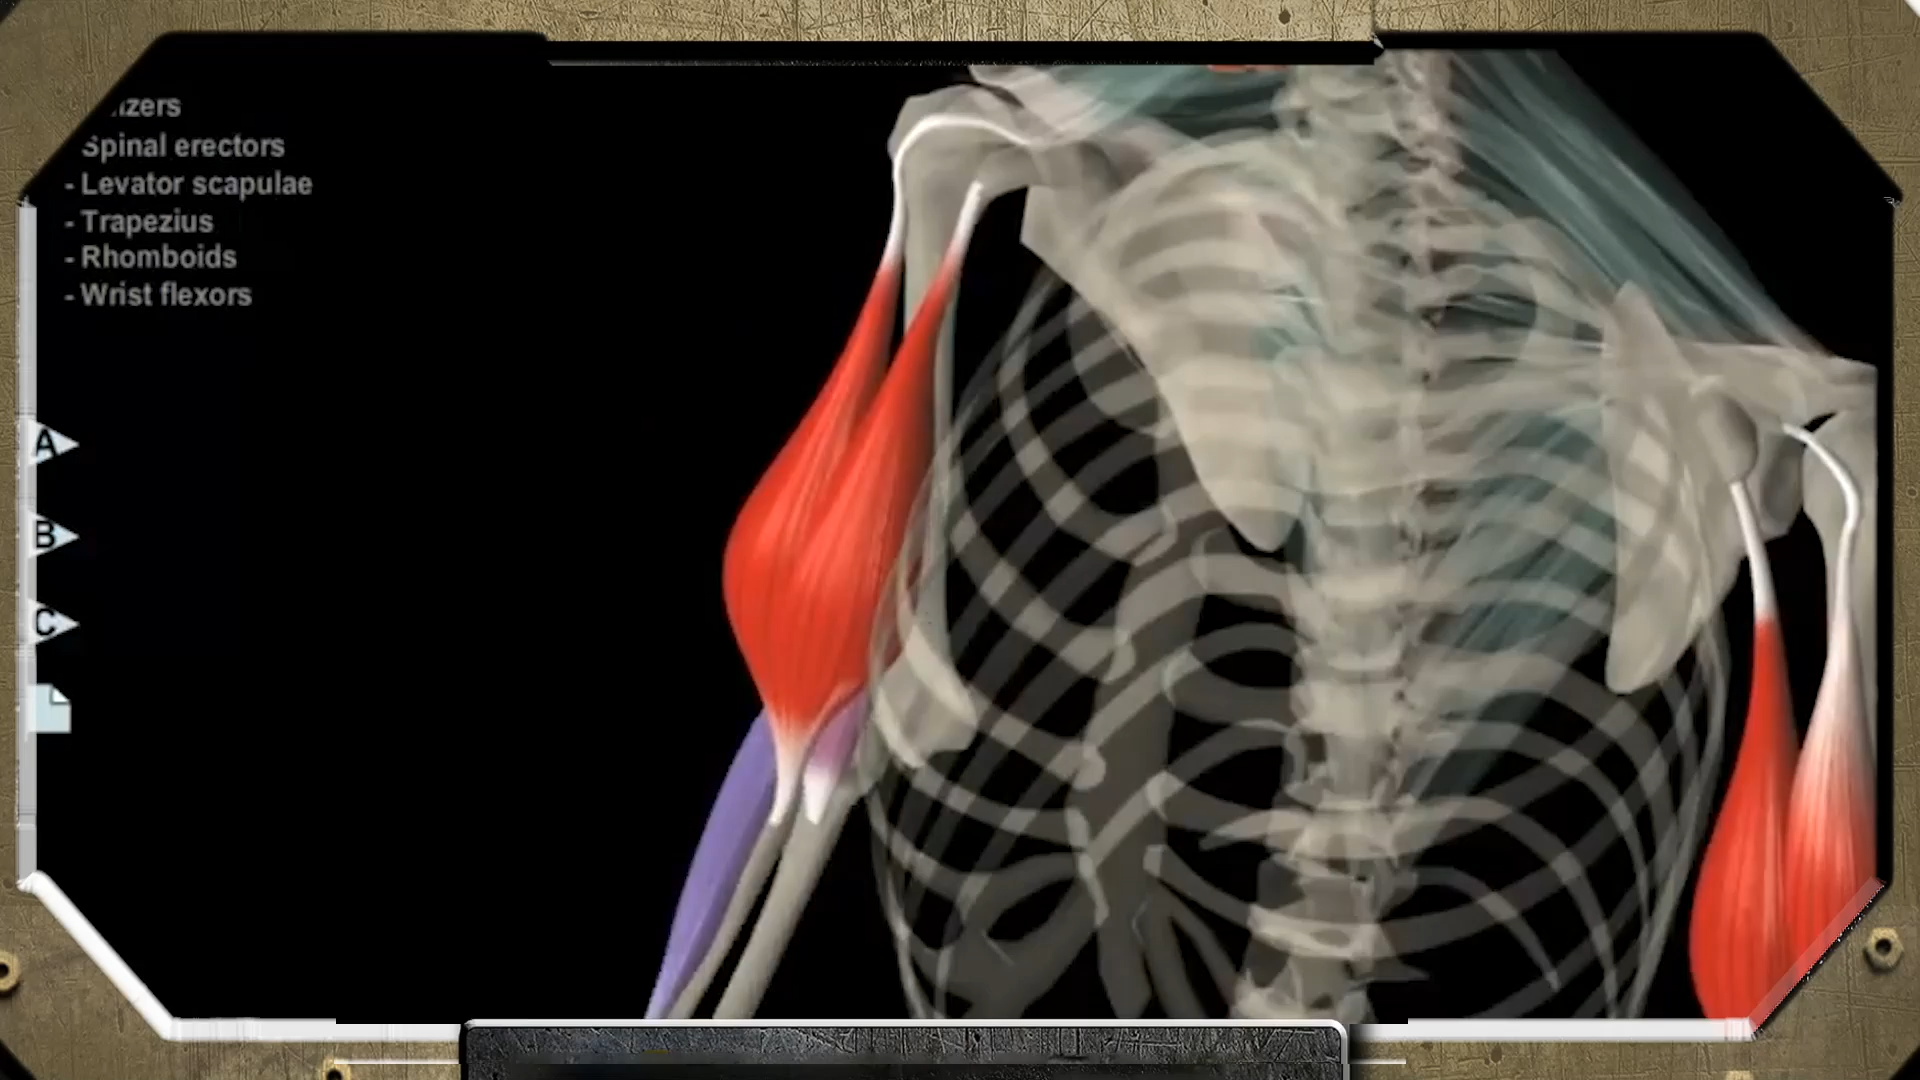 Spinal erectors
- Levator scapulae
- Trapezius
- Rhomboids
- Wrist flexors
A
B
C